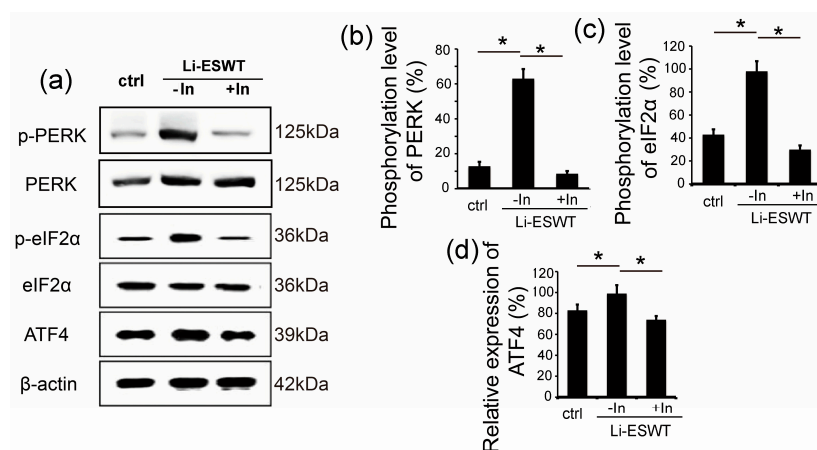 (a)
ctrl
Li-ESWT
-In +In
p-PERK 125kDa
PERK 125kDa
p-eIF2α 36kDa
eIF2α 36kDa
ATF4 39kDa
β-actin 42kDa
(b)
Phosphorylation level
of PERK (%)
80
60
40
20
0
* *
ctrl -In +In
Li-ESWT
(c)
Phosphorylation level
of eIF2α (%)
120
100
80
60
40
20
0
* *
ctrl -In +In
Li-ESWT
(d)
Relative expression of
ATF4 (%)
120
100
80
60
40
20
0
* *
ctrl -In +In
Li-ESWT